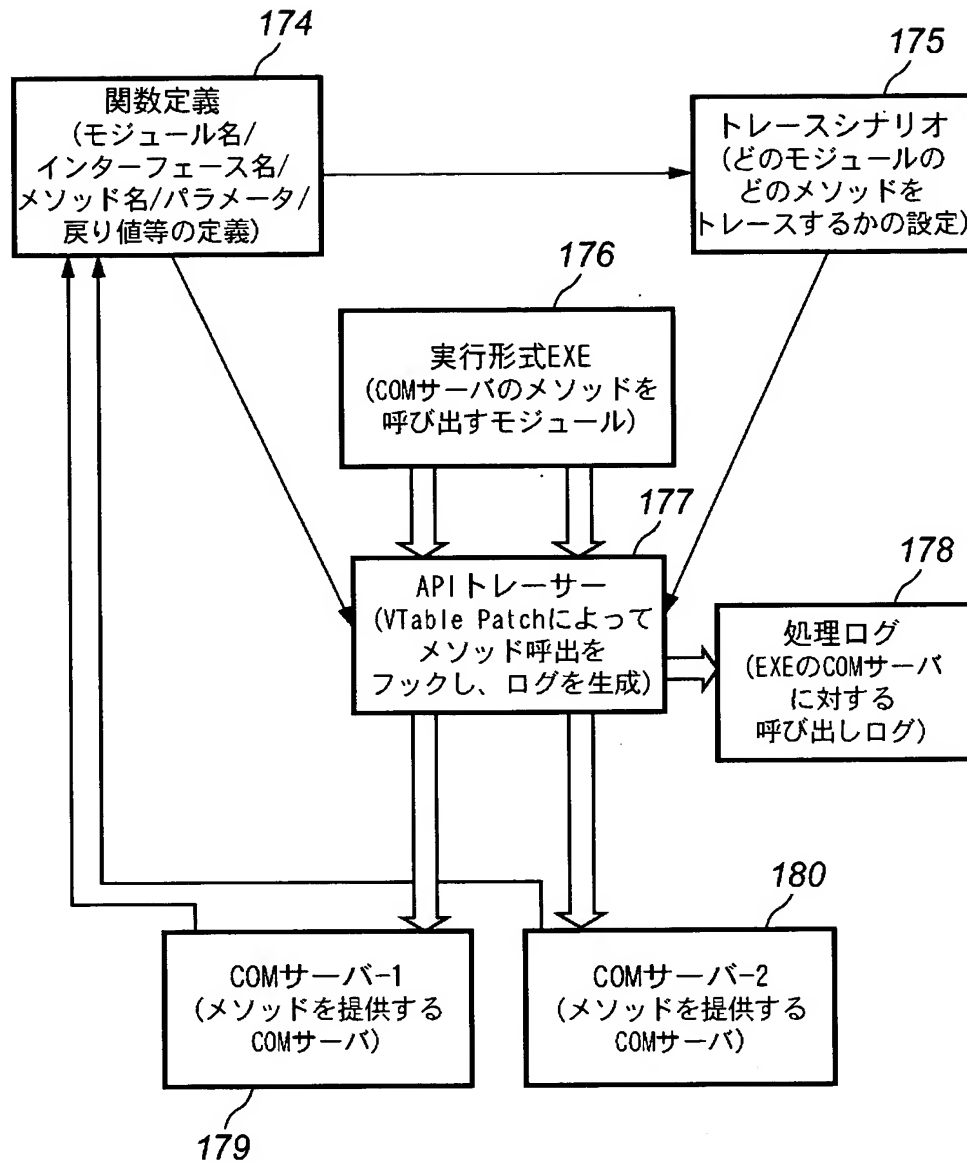 174
関数定義
(モジュール名/
インターフェース名/
メソッド名/パラメータ/
戻り値等の定義)
175
トレースシナリオ
(どのモジュールの
どのメソッドを
トレースするかの設定)
176
実行形式EXE
(COMサーバのメソッドを
呼び出すモジュール)
177
APIトレーサー
(VTable Patchによって
メソッド呼出を
フックし、ログを生成)
178
処理ログ
(EXEのCOMサーバ
に対する
呼び出しログ)
COMサーバ-1
(メソッドを提供する
COMサーバ)
179
180
COMサーバ-2
(メソッドを提供する
COMサーバ)